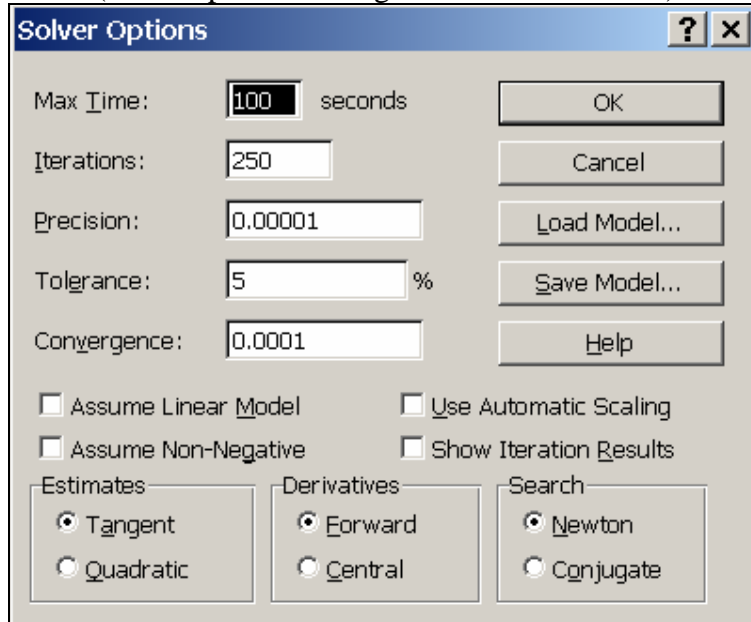 Solver Options
Max Time: 100 seconds
OK
Iterations: 250
Cancel
Precision: 0.00001
Load Model...
Tolerance: 5 %
Save Model...
Convergence: 0.0001
Help
Assume Linear Model
Use Automatic Scaling
Assume Non-Negative
Show Iteration Results
Estimates
Tangent
Quadratic
Derivatives
Forward
Central
Search
Newton
Conjugate